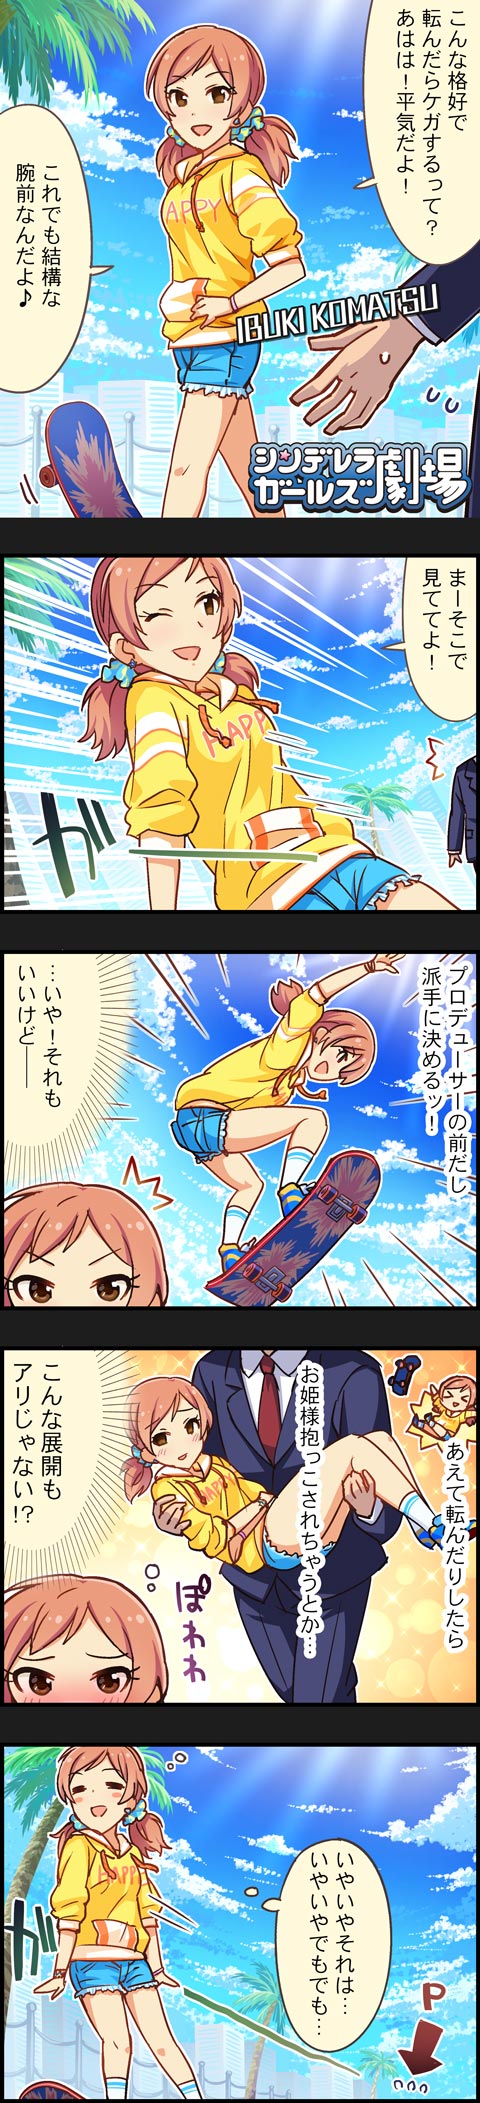 こんな格好で
転んだらケガするって？
あはは！平気だよ！
これでも結構な
腕前なんだよ♪
APPY
IBUKI KOMATSU
シンデレラ
ガールズ劇場
まーそこで
見ててよ！
HAPP
ガ
プロデューサーの前だし
派手に決めるッ！
…いや！それも
いいけど――
あえて転んだりしたら
お姫様抱っこされちゃうとか…
HAPPY
ぽわわ
こんな展開も
アリじゃない!?
いやいやそれは…
いやいやでもでも…
HAPPY
ガ
P